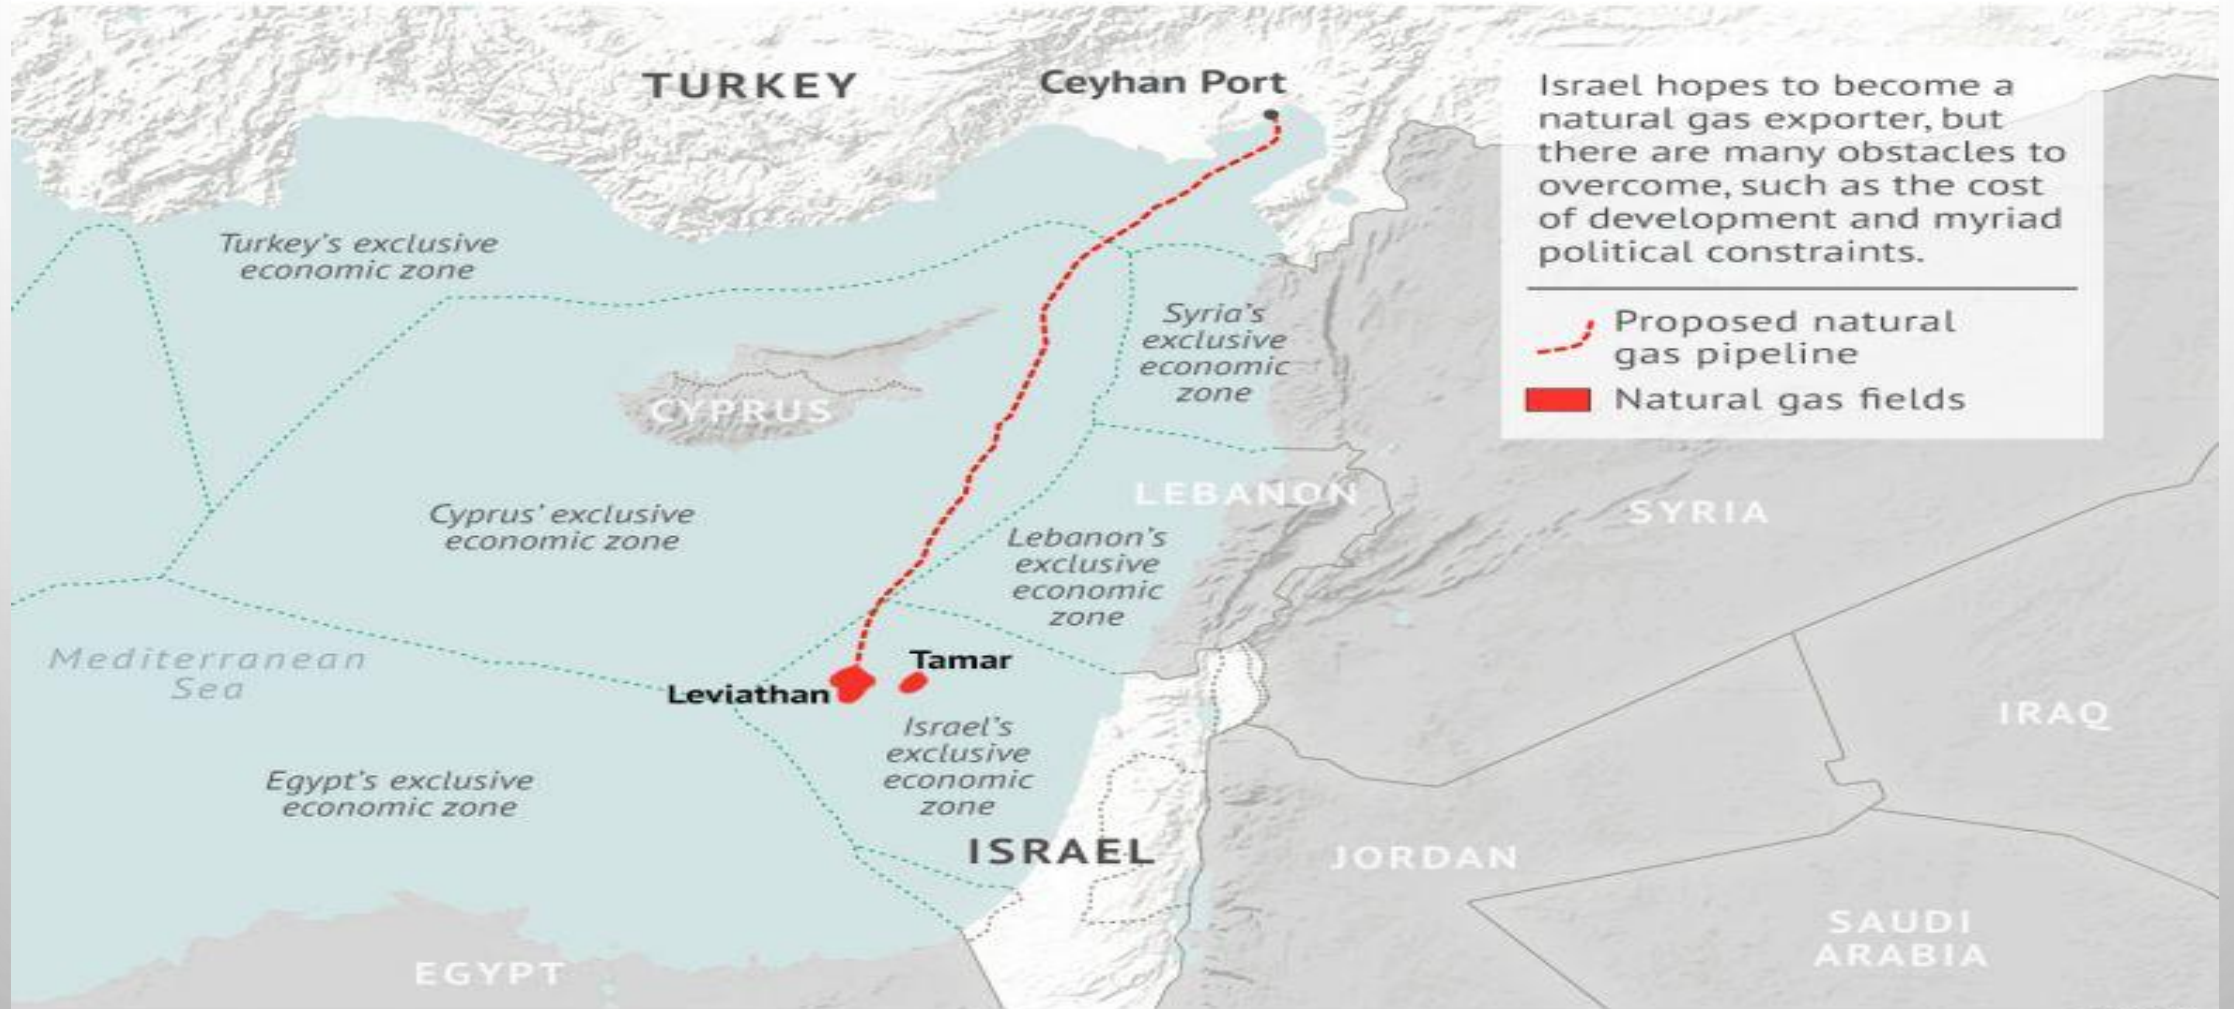 TURKEY
Ceyhan Port
Israel hopes to become a
natural gas exporter, but
there are many obstacles to
overcome, such as the cost
of development and myriad
political constraints.
Proposed natural
gas pipeline
Natural gas fields
Turkey's exclusive
economic zone
Syria's
exclusive
economic
zone
CYPRUS
Cyprus' exclusive
economic zone
LEBANON
SYRIA
Lebanon's
exclusive
economic
zone
Mediterranean
Sea
Tamar
Leviathan
Israel's
exclusive
economic
zone
IRAQ
Egypt's exclusive
economic zone
ISRAEL
JORDAN
SAUDI
ARABIA
EGYPT